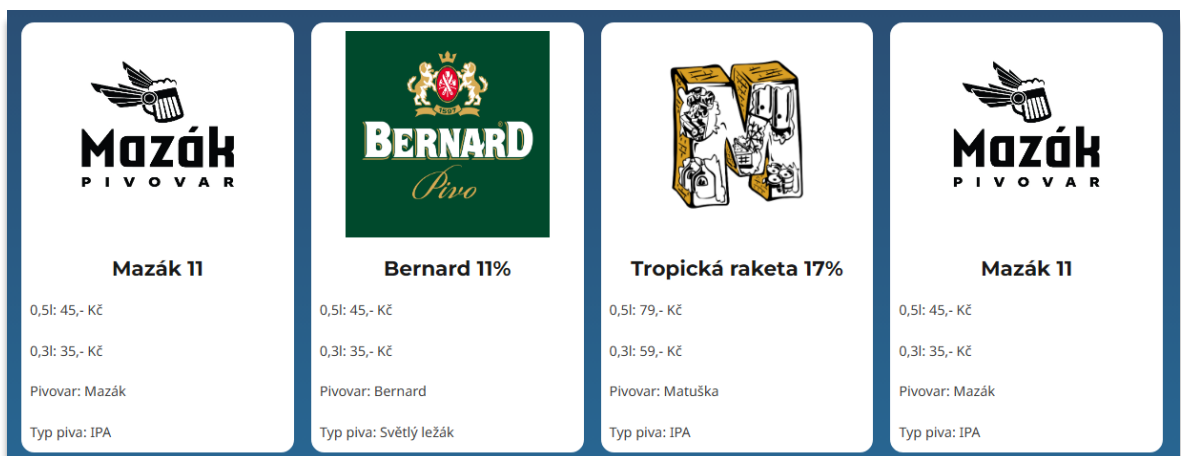 Mazák
PIVOVAR
Mazák 11
0,5l: 45,- Kč
0,3l: 35,- Kč
Pivovar: Mazák
Typ piva: IPA
1597
BERNARD
Pivo
Bernard 11%
0,5l: 45,- Kč
0,3l: 35,- Kč
Pivovar: Bernard
Typ piva: Světlý ležák
M
Tropická raketa 17%
0,5l: 79,- Kč
0,3l: 59,- Kč
Pivovar: Matuška
Typ piva: IPA
Mazák
PIVOVAR
Mazák 11
0,5l: 45,- Kč
0,3l: 35,- Kč
Pivovar: Mazák
Typ piva: IPA